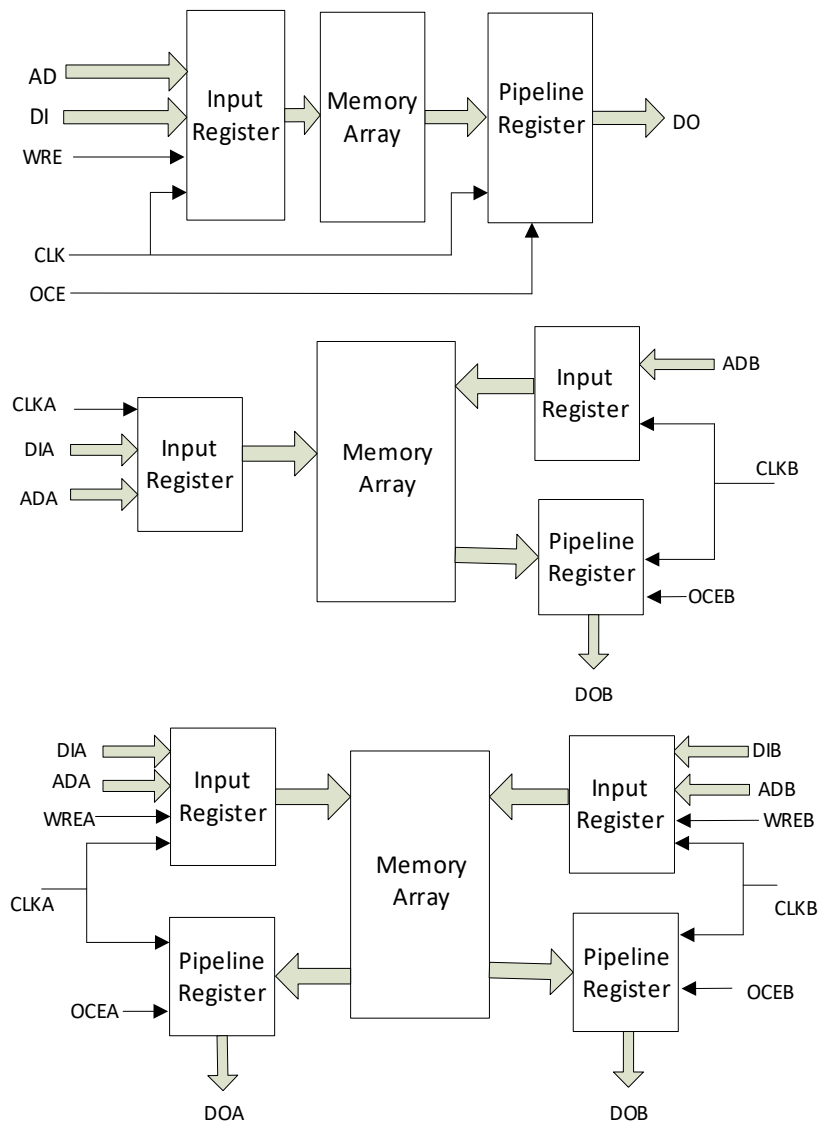 AD
DI
WRE
CLK
OCE
Input
Register
Memory
Array
Pipeline
Register
DO
CLKA
DIA
ADA
Input
Register
Memory
Array
Input
Register
ADB
CLKB
Pipeline
Register
OCEB
DOB
DIA
ADA
WREA
CLKA
Input
Register
Pipeline
Register
OCEA
DOA
Memory
Array
Input
Register
DIB
ADB
WREB
CLKB
Pipeline
Register
OCEB
DOB